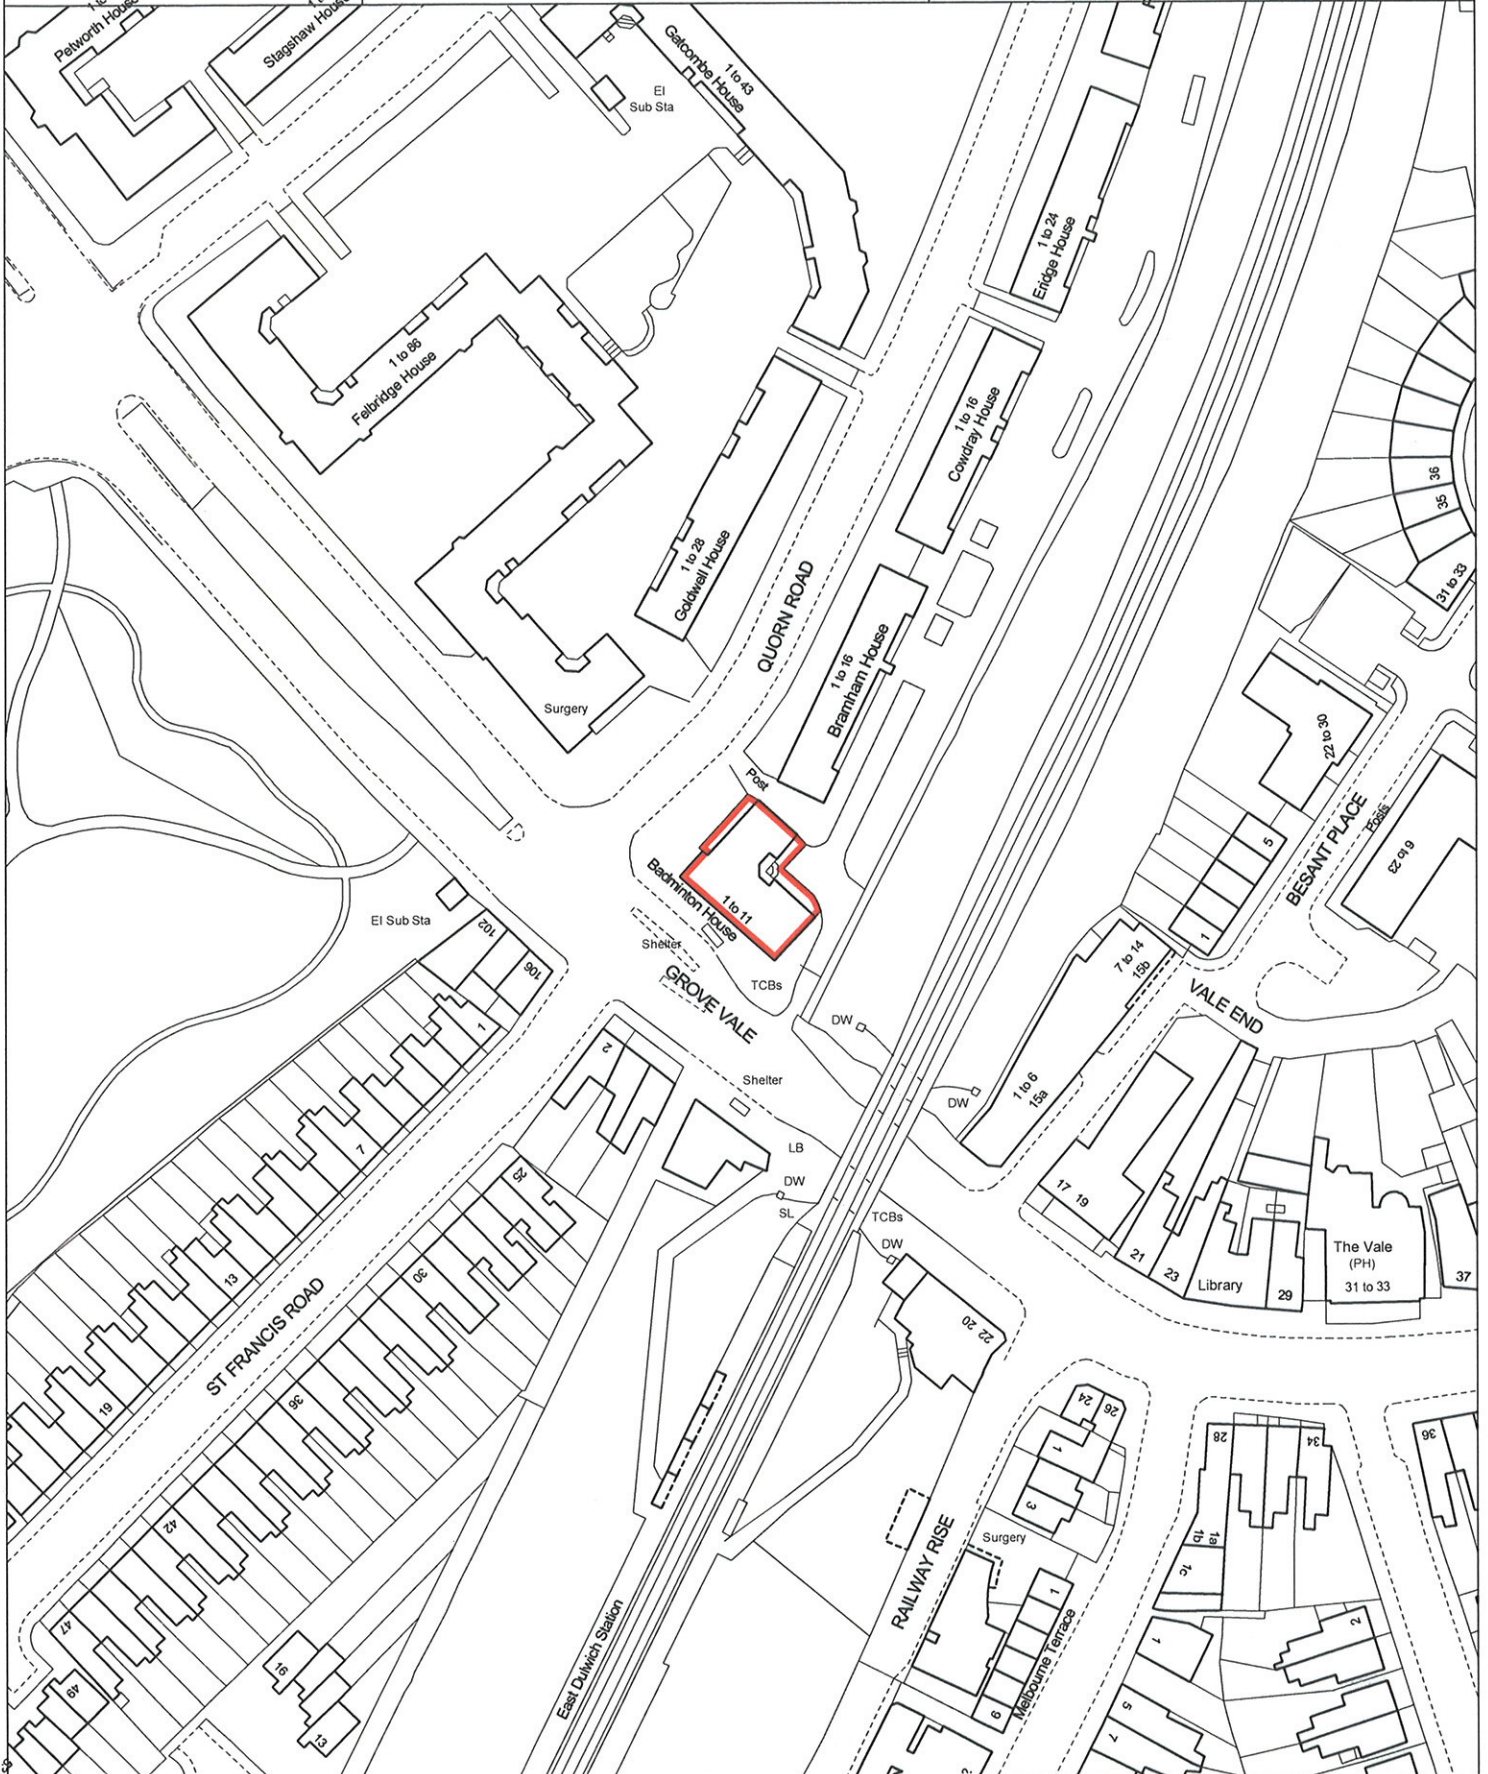 Petworth House
Stagshaw House
1 to 43
Gatcombe House
El
Sub Sta
1 to 24
Eridge House
1 to 86
Felbridge House
1 to 16
Cowdray House
1 to 28
Goldwell House
QUORN ROAD
36
35
31 to 33
1 to 16
Bramham House
Surgery
Post
22 to 30
BESANT PLACE
Posts
6 to 23
5
1
Badminton House
1 to 11
El Sub Sta
Shelter
GROVE VALE
TCBs
102
106
1
7
13
19
7 to 14
15b
VALE END
DW
DW
1 to 6
15a
2
Shelter
LB
DW
SL
TCBs
DW
25
30
36
42
47
49
ST FRANCIS ROAD
17 19
21
23
Library
29
The Vale
(PH)
31 to 33
37
22 20
24
26
1
3
Surgery
RAILWAY RISE
1
Melbourne Terrace
6
28
34
36
1a
1b
1c
1
2
5
7
16
13
East Dulwich Station